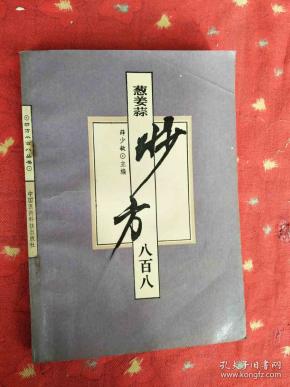 葱姜蒜
妙方
八百八
薛少敏⊙主编
中国医药科技出版社
孔夫子旧书网